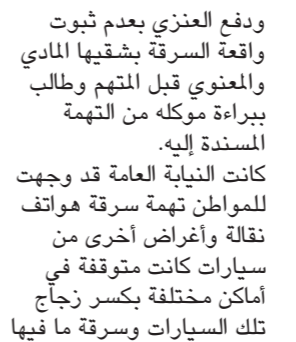 ودفع العنزي بعدم ثبوت
واقعة السرقة بشقيها المادي
والمعنوي قبل المتهم وطالب
ببراءة موكله من التهمة
المسندة إليه.
كانت النيابة العامة قد وجهت
للمواطن تهمة سرقة هواتف
نقالة وأغراض أخرى من
سيارات كانت متوقفة في
أماكن مختلفة بكسر زجاج
تلك السيارات وسرقة ما فيها